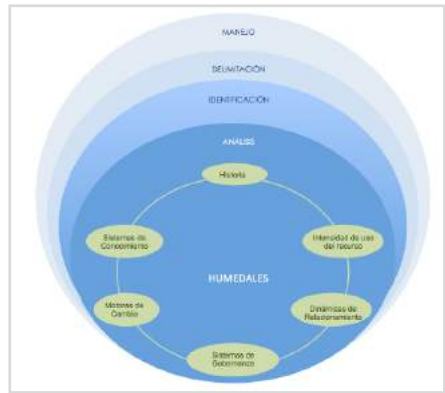 MANEJO
DELIMITACIÓN
IDENTIFICACIÓN
ANÁLISIS
Historia
Sistemas de
Conocimiento
Intensidad de uso
del recurso
HUMEDALES
Motores de
Cambio
Dinámicas de
Relacionamiento
Sistemas de
Gobernanza